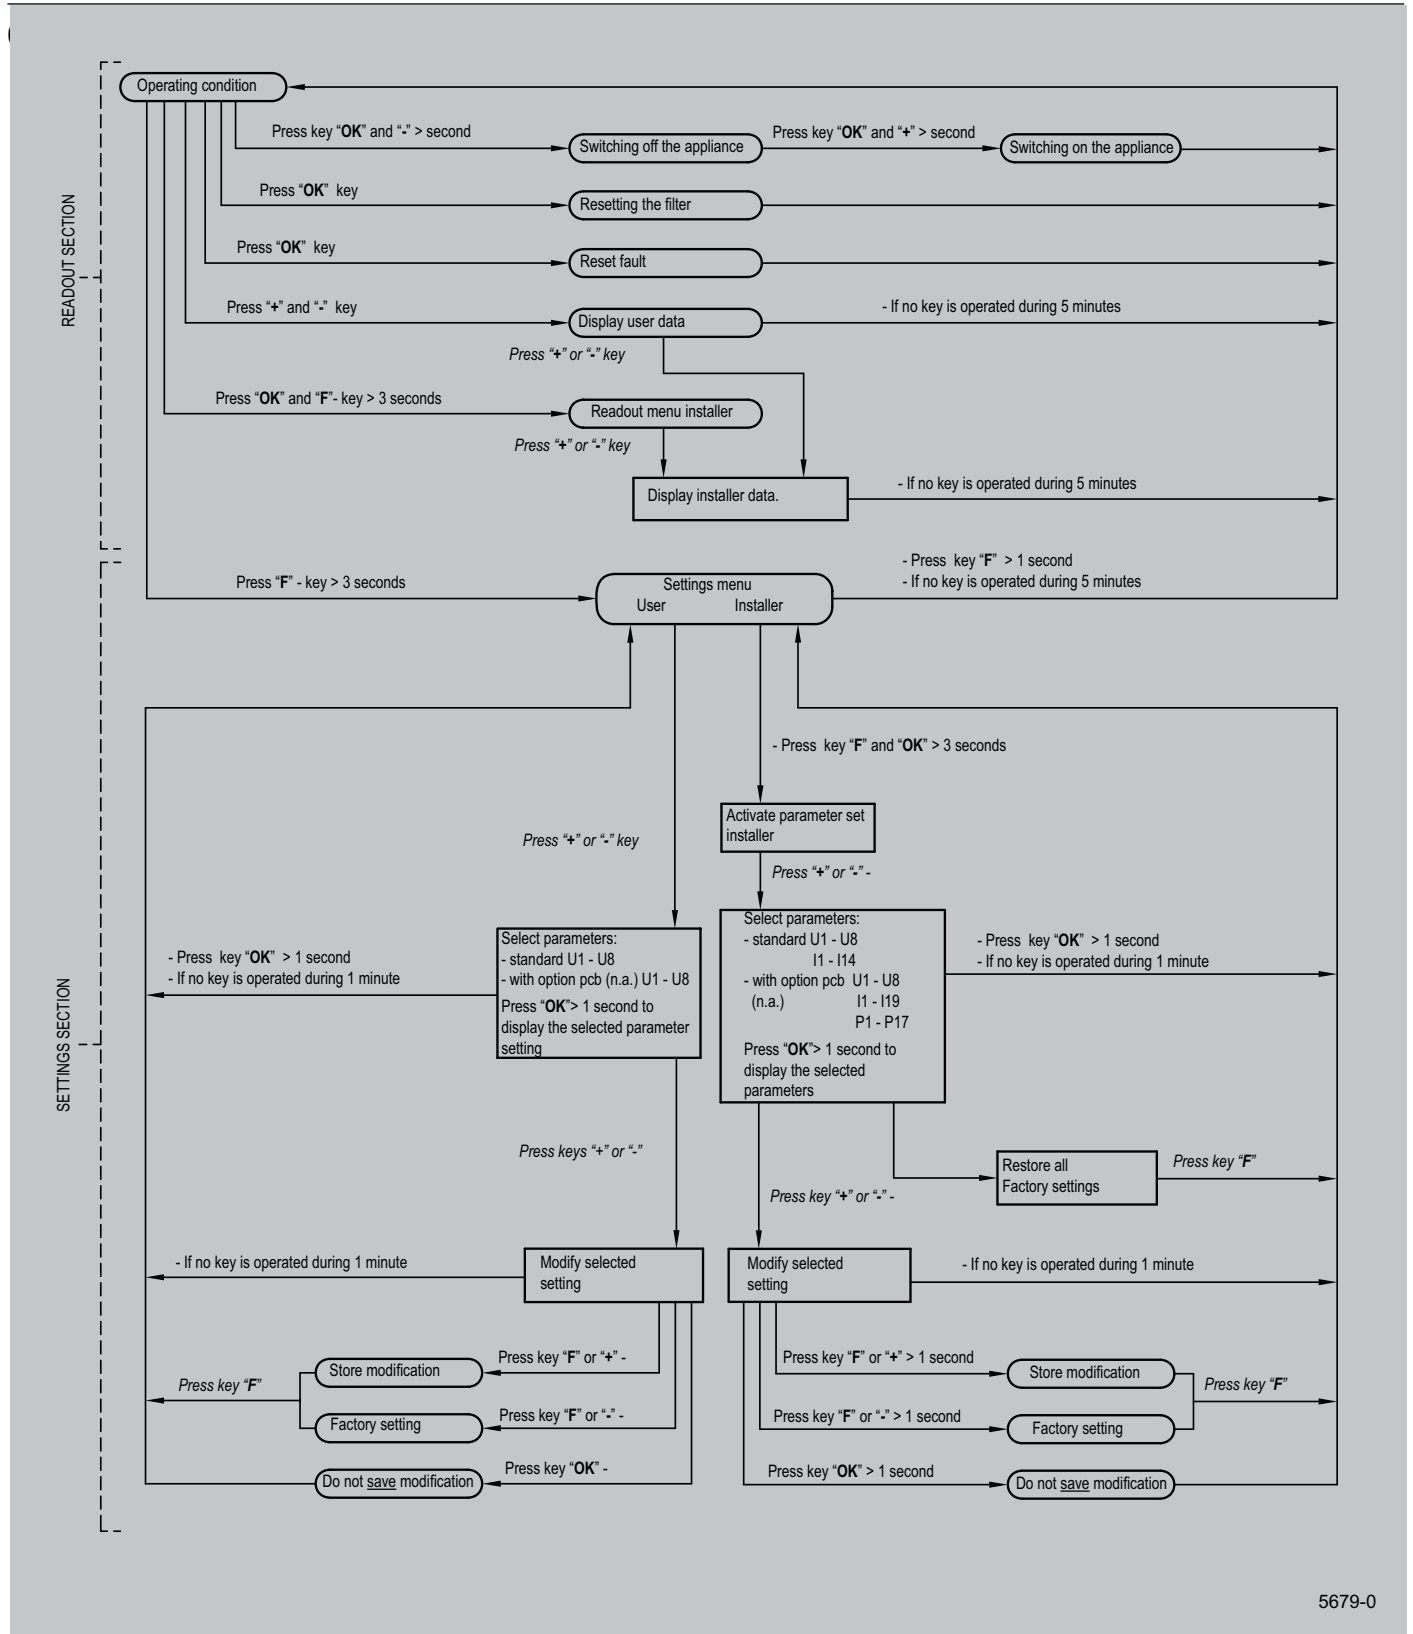 Operating condition
Press key “OK” and “-” > second
Switching off the appliance
Press key “OK” and “+” > second
Switching on the appliance
Press “OK” key
Resetting the filter
Press “OK” key
Reset fault
READOUT SECTION
Press “+” and “-” key
Display user data
- If no key is operated during 5 minutes
Press “+” or “-” key
Press “OK” and “F”- key > 3 seconds
Readout menu installer
Press “+” or “-” key
Display installer data.
- If no key is operated during 5 minutes
Press “F” - key > 3 seconds
Settings menu
User Installer
- Press key “F” > 1 second
- If no key is operated during 5 minutes
- Press key “F” and “OK” > 3 seconds
Activate parameter set
installer
Press “+” or “-” key
Press “+” or “-” -
SETTINGS SECTION
- Press key “OK” > 1 second
- If no key is operated during 1 minute
Select parameters:
- standard U1 - U8
- with option pcb (n.a.) U1 - U8
Press “OK”> 1 second to
display the selected parameter
setting
Select parameters:
- standard U1 - U8
I1 - I14
- with option pcb U1 - U8
(n.a.) I1 - I19
P1 - P17
Press “OK”> 1 second to
display the selected
parameters
- Press key “OK” > 1 second
- If no key is operated during 1 minute
Press keys “+” or “-”
Press key “+” or “-” -
Restore all
Factory settings
Press key “F”
- If no key is operated during 1 minute
Modify selected
setting
Modify selected
setting
- If no key is operated during 1 minute
Store modification
Press key “F” or “+” -
Press key “F”
Factory setting
Press key “F” or “-” -
Do not save modification
Press key “OK” -
Press key “F” or “+” > 1 second
Store modification
Press key “F”
Press key “F” or “-” > 1 second
Factory setting
Press key “OK” > 1 second
Do not save modification
5679-0